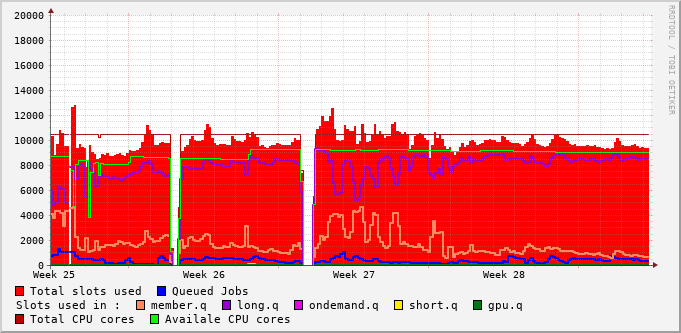 20000
18000
16000
14000
12000
10000
8000
6000
4000
2000
0
Week 25 Week 26 Week 27 Week 28
Total slots used Queued Jobs
Slots used in : member.q long.q ondemand.q short.q gpu.q
Total CPU cores Availale CPU cores
RRDTOOL / TOBI OETIKER